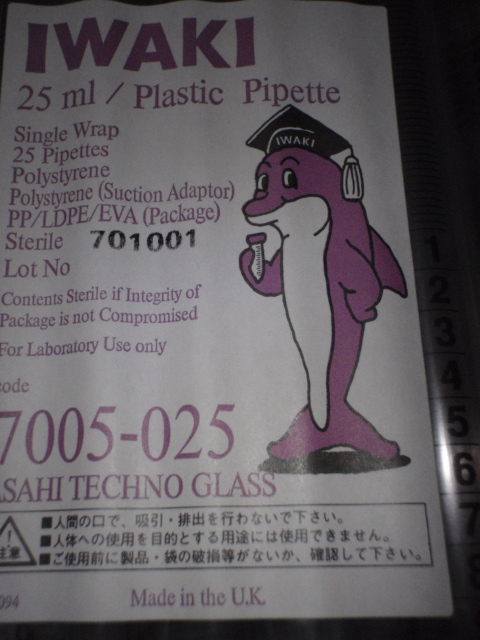 IWAKI
25 ml / Plastic Pipette
Single Wrap
25 Pipettes
Polystyrene
Polystyrene (Suction Adaptor)
PP/LDPE/EVA (Package)
Sterile 701001
Lot No
Contents Sterile if Integrity of
Package is not Compromised
For Laboratory Use only
code
7005-025
ASAHI TECHNO GLASS
IWAKI
注意
■人間の口で、吸引・排出を行わないで下さい。
■人体への使用を目的とする用途には使用できません。
■ご使用前に製品・袋の破損等がないか、確認して下さい。
094
Made in the U.K.
1
2
3
4
5
6
7